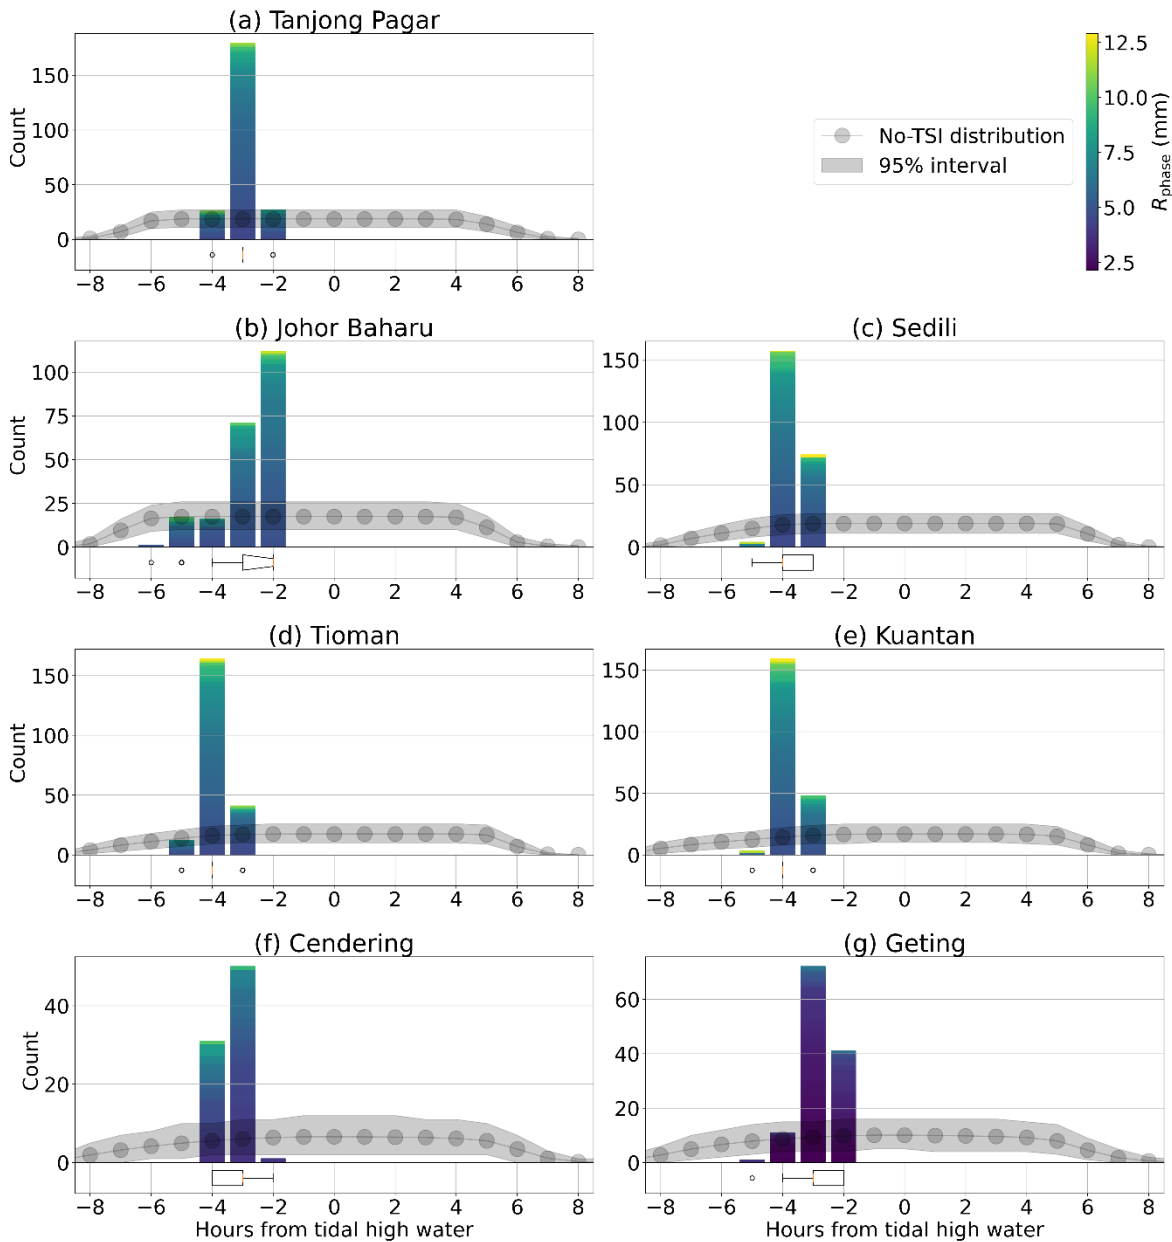 (a) Tanjong Pagar
Count
150
100
50
0
−8 −6 −4 −2 0 2 4 6 8
No-TSI distribution
95% interval
12.5
10.0
7.5
5.0
2.5
Rphase (mm)
(b) Johor Baharu
Count
100
75
50
25
0
−8 −6 −4 −2 0 2 4 6 8
(c) Sedili
150
100
50
0
−8 −6 −4 −2 0 2 4 6 8
(d) Tioman
Count
150
100
50
0
−8 −6 −4 −2 0 2 4 6 8
(e) Kuantan
150
100
50
0
−8 −6 −4 −2 0 2 4 6 8
(f) Cendering
Count
40
20
0
−8 −6 −4 −2 0 2 4 6 8
Hours from tidal high water
(g) Geting
60
40
20
0
−8 −6 −4 −2 0 2 4 6 8
Hours from tidal high water